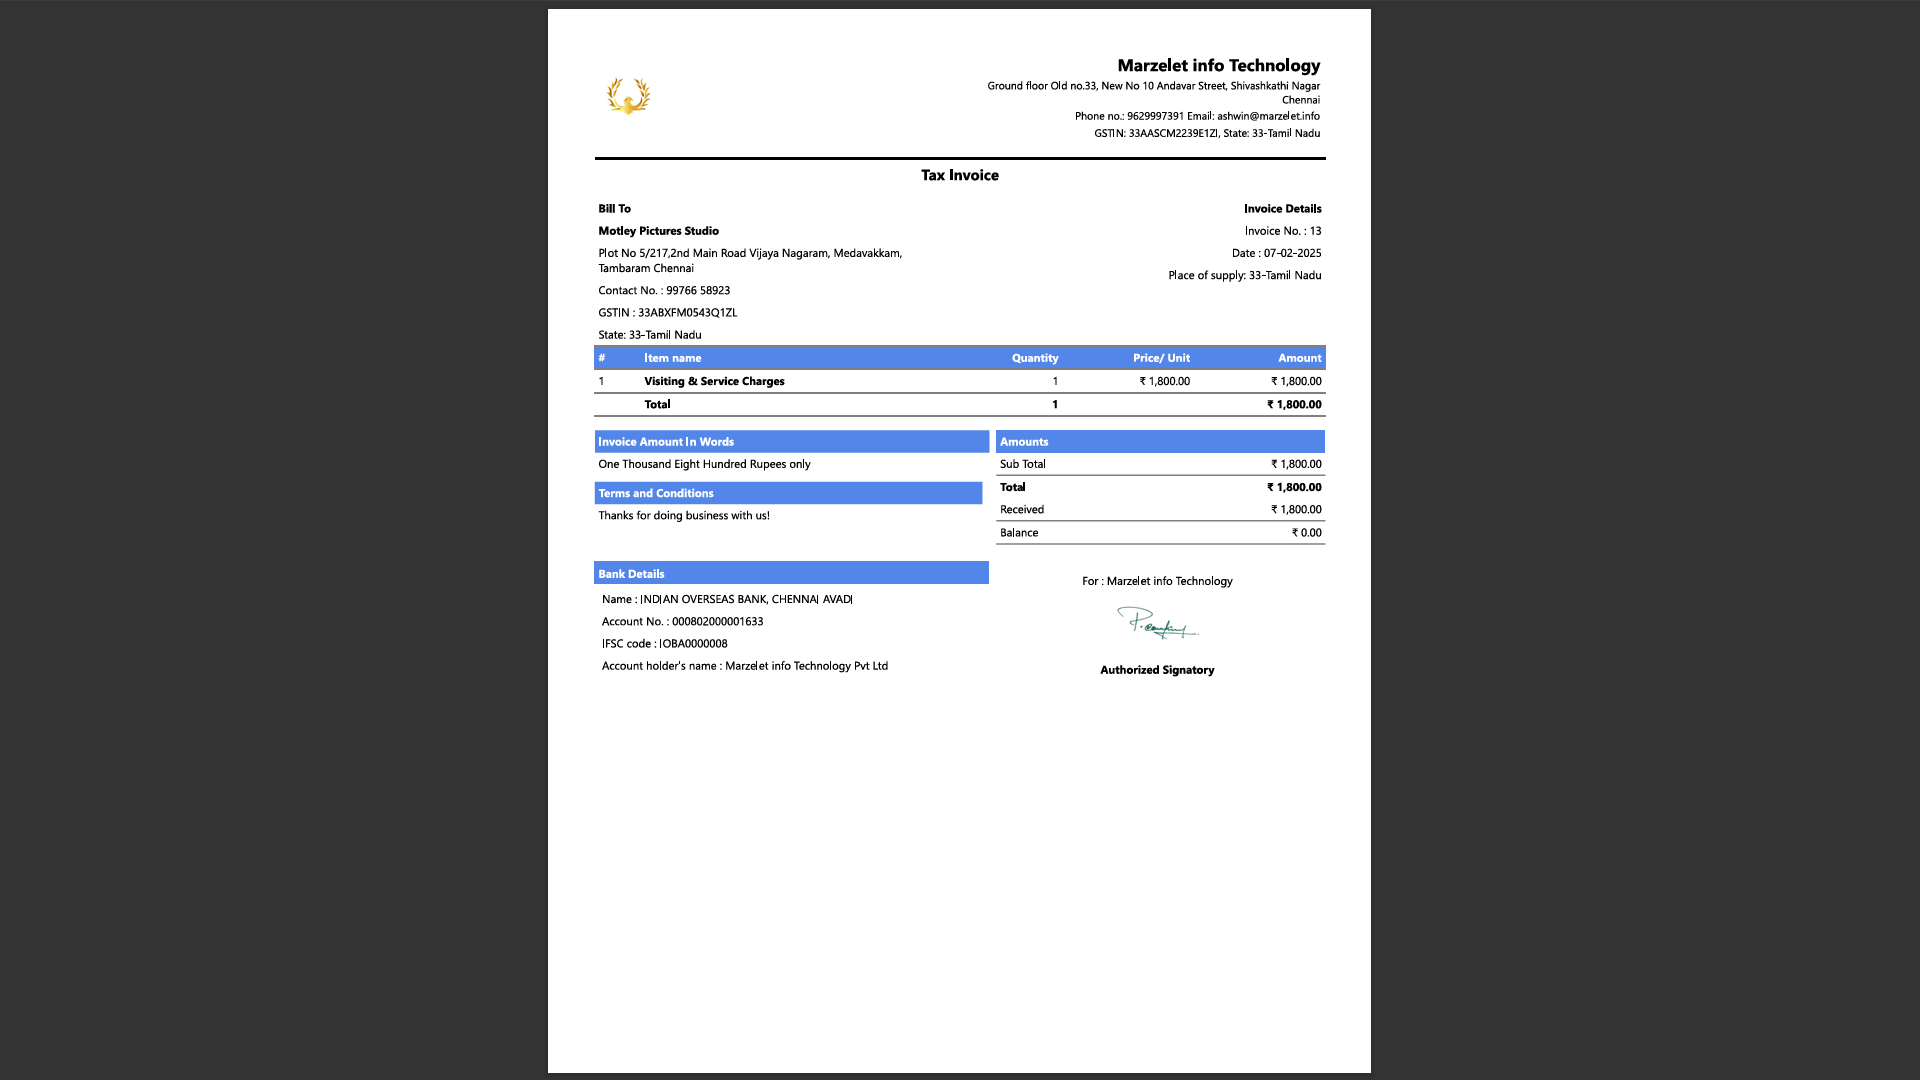 Marzelet info Technology
Ground floor Old no.33, New No 10 Andavar Street, Shivashkathi Nagar
Chennai
Phone no.: 9629997391 Email: ashwin@marzelet.info
GSTIN: 33AASCM2239E1ZI, State: 33-Tamil Nadu
Tax Invoice
Bill To
Invoice Details
Motley Pictures Studio
Invoice No. : 13
Plot No 5/217,2nd Main Road Vijaya Nagaram, Medavakkam,
Tambaram Chennai
Date : 07-02-2025
Place of supply: 33-Tamil Nadu
Contact No. : 99766 58923
GSTIN : 33ABXFM0543Q1ZL
State: 33-Tamil Nadu
# Item name Quantity Price/ Unit Amount
1 Visiting & Service Charges 1 ₹ 1,800.00 ₹ 1,800.00
Total 1 ₹ 1,800.00
Invoice Amount In Words
One Thousand Eight Hundred Rupees only
Terms and Conditions
Thanks for doing business with us!
Amounts
Sub Total ₹ 1,800.00
Total ₹ 1,800.00
Received ₹ 1,800.00
Balance ₹ 0.00
Bank Details
Name : INDIAN OVERSEAS BANK, CHENNAI AVADI
Account No. : 000802000001633
IFSC code : IOBA0000008
Account holder's name : Marzelet info Technology Pvt Ltd
For : Marzelet info Technology
Authorized Signatory